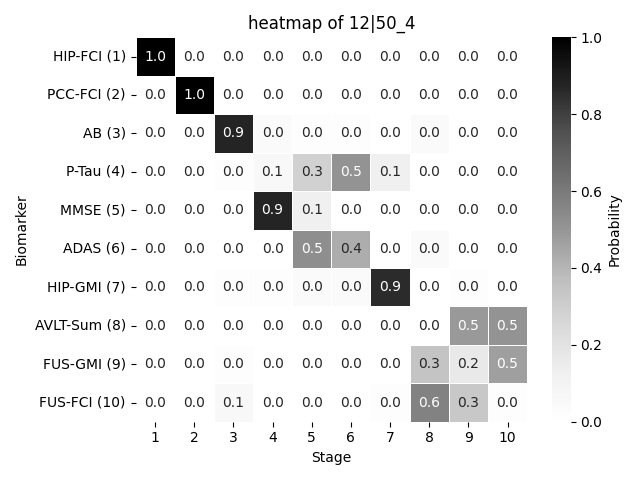 heatmap of 12|50_4
HIP-FCI (1) 1.0 0.0 0.0 0.0 0.0 0.0 0.0 0.0 0.0 0.0
PCC-FCI (2) 0.0 1.0 0.0 0.0 0.0 0.0 0.0 0.0 0.0 0.0
AB (3) 0.0 0.0 0.9 0.0 0.0 0.0 0.0 0.0 0.0 0.0
P-Tau (4) 0.0 0.0 0.0 0.1 0.3 0.5 0.1 0.0 0.0 0.0
MMSE (5) 0.0 0.0 0.0 0.9 0.1 0.0 0.0 0.0 0.0 0.0
ADAS (6) 0.0 0.0 0.0 0.0 0.5 0.4 0.0 0.0 0.0 0.0
HIP-GMI (7) 0.0 0.0 0.0 0.0 0.0 0.0 0.9 0.0 0.0 0.0
AVLT-Sum (8) 0.0 0.0 0.0 0.0 0.0 0.0 0.0 0.0 0.5 0.5
FUS-GMI (9) 0.0 0.0 0.0 0.0 0.0 0.0 0.0 0.3 0.2 0.5
FUS-FCI (10) 0.0 0.0 0.1 0.0 0.0 0.0 0.0 0.6 0.3 0.0
1 2 3 4 5 6 7 8 9 10
Stage
Biomarker
1.0
0.8
0.6
0.4
0.2
0.0
Probability